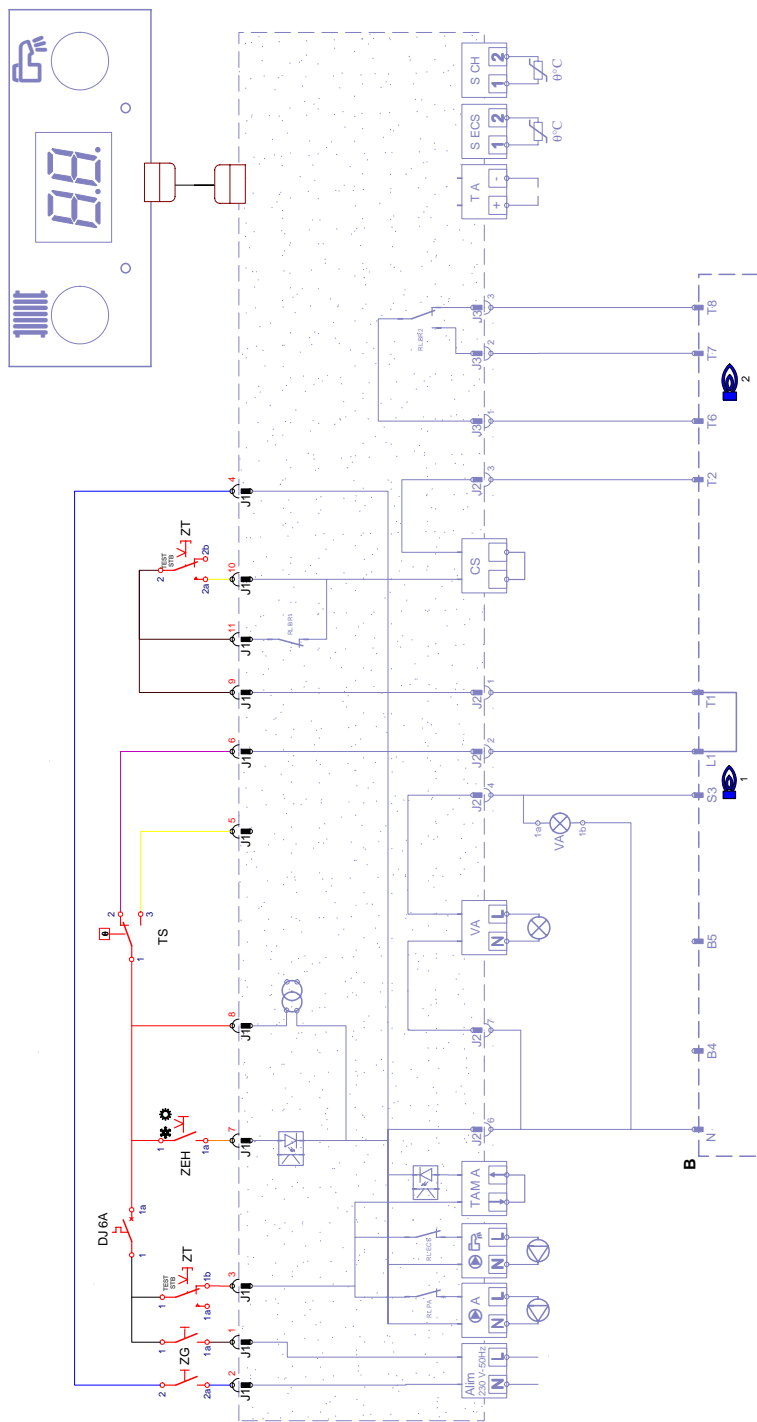 88.
DJ 6A
1
1a
TS
θ
1
2
3
ZG
2
2a
1
1a
ZT
TEST
STB
1
1a
1b
ZEH
1
1a
ZT
TEST
STB
2
2a
2b
J1
2
J1
1
J1
3
J1
7
J1
8
J1
5
J1
6
J1
9
J1
11
J1
10
J1
4
RL PA
RL ECS
RL BR1
RL BR2
Alim
230 V-50Hz
N
L
A
N
L
N
L
TAM A
VA
N
L
CS
T A
+
-
S ECS
1
2
S CH
1
2
θ°C
θ°C
J2
6
J2
7
J2
4
J2
2
J2
1
J2
3
J3
1
J3
2
J3
3
1a
VA
1b
B
N
B4
B5
S3
L1
T1
T2
T6
T7
T8
1
2